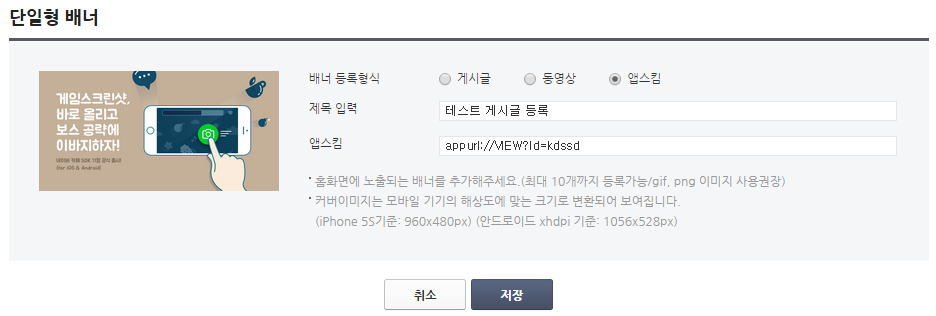 단일형 배너
게임스크린샷,
바로 올리고
보스 공략에
이바지하자!
(for iOS & Android)
배너 등록형식
게시글
동영상
앱스킴
제목 입력
테스트 게시글 등록
앱스킴
appurl://VIEW?Id=kdssd
홈화면에 노출되는 배너를 추가해주세요.(최대 10개까지 등록가능/gif, png 이미지 사용권장)
커버이미지는 모바일 기기의 해상도에 맞는 크기로 변환되어 보여집니다.
(iPhone 5S기준: 960x480px) (안드로이드 xhdpi 기준: 1056x528px)
취소
저장